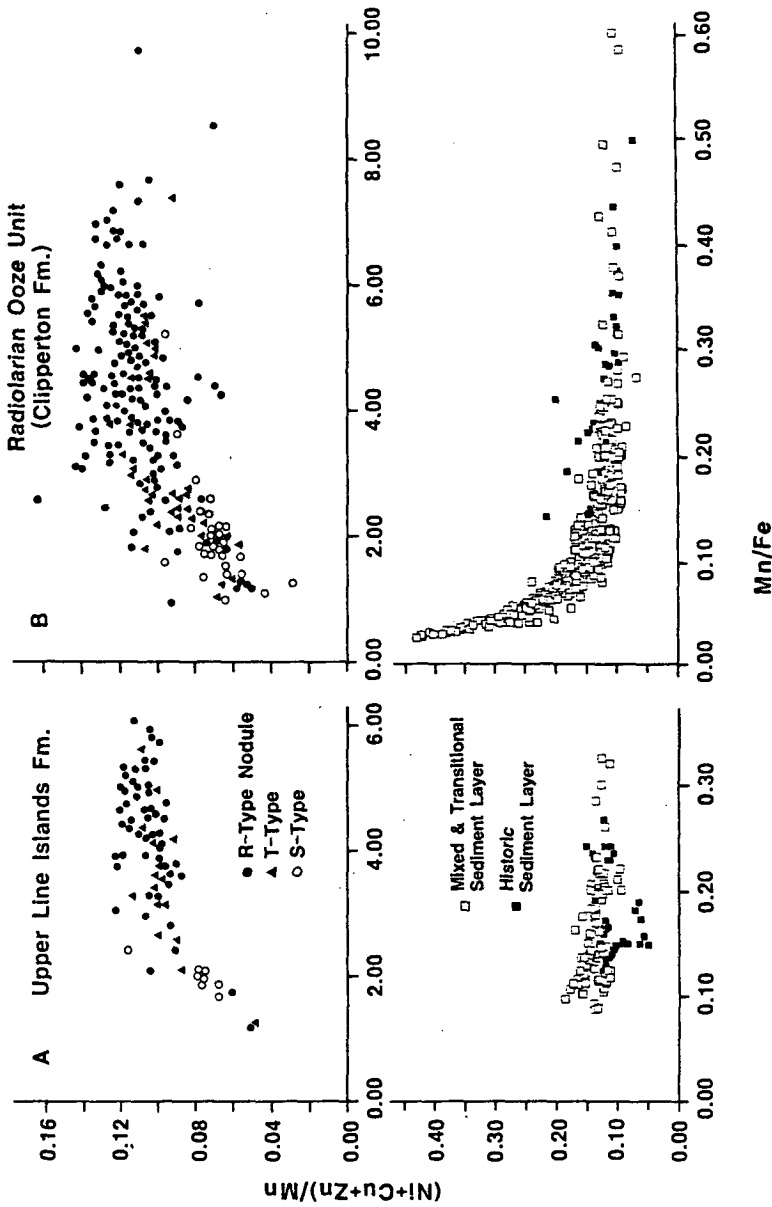 A
Upper Line Islands Fm.
B
Radiolarian Ooze Unit
(Clipperton Fm.)
0.16
0.12
0.08
0.04
0.00
2.00
4.00
6.00
0.00
2.00
4.00
6.00
8.00
10.00
● R-Type Nodule
▲ T-Type
○ S-Type
(Ni+Cu+Zn)/Mn
0.40
0.30
0.20
0.10
0.00
□ Mixed & Transitional
Sediment Layer
■ Historic
Sediment Layer
0.00
0.10
0.20
0.30
0.00
0.10
0.20
0.30
0.40
0.50
0.60
Mn/Fe